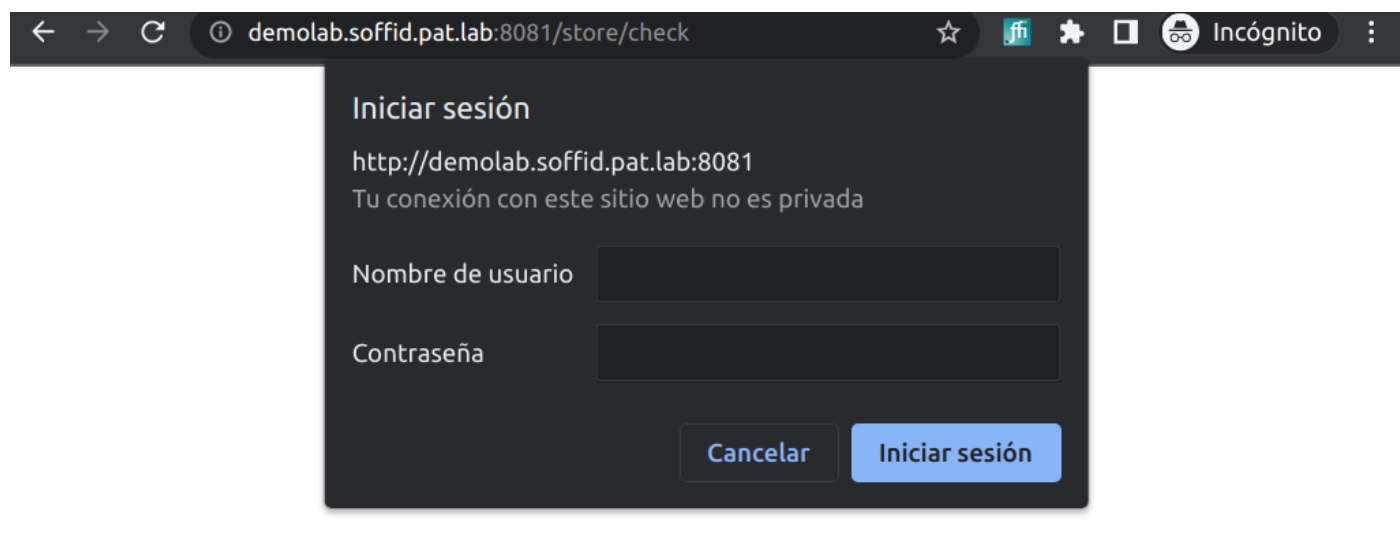 demolab.soffid.pat.lab:8081/store/check ffi Incógnito
Iniciar sesión
http://demolab.soffid.pat.lab:8081
Tu conexión con este sitio web no es privada
Nombre de usuario
Contraseña
Cancelar Iniciar sesión